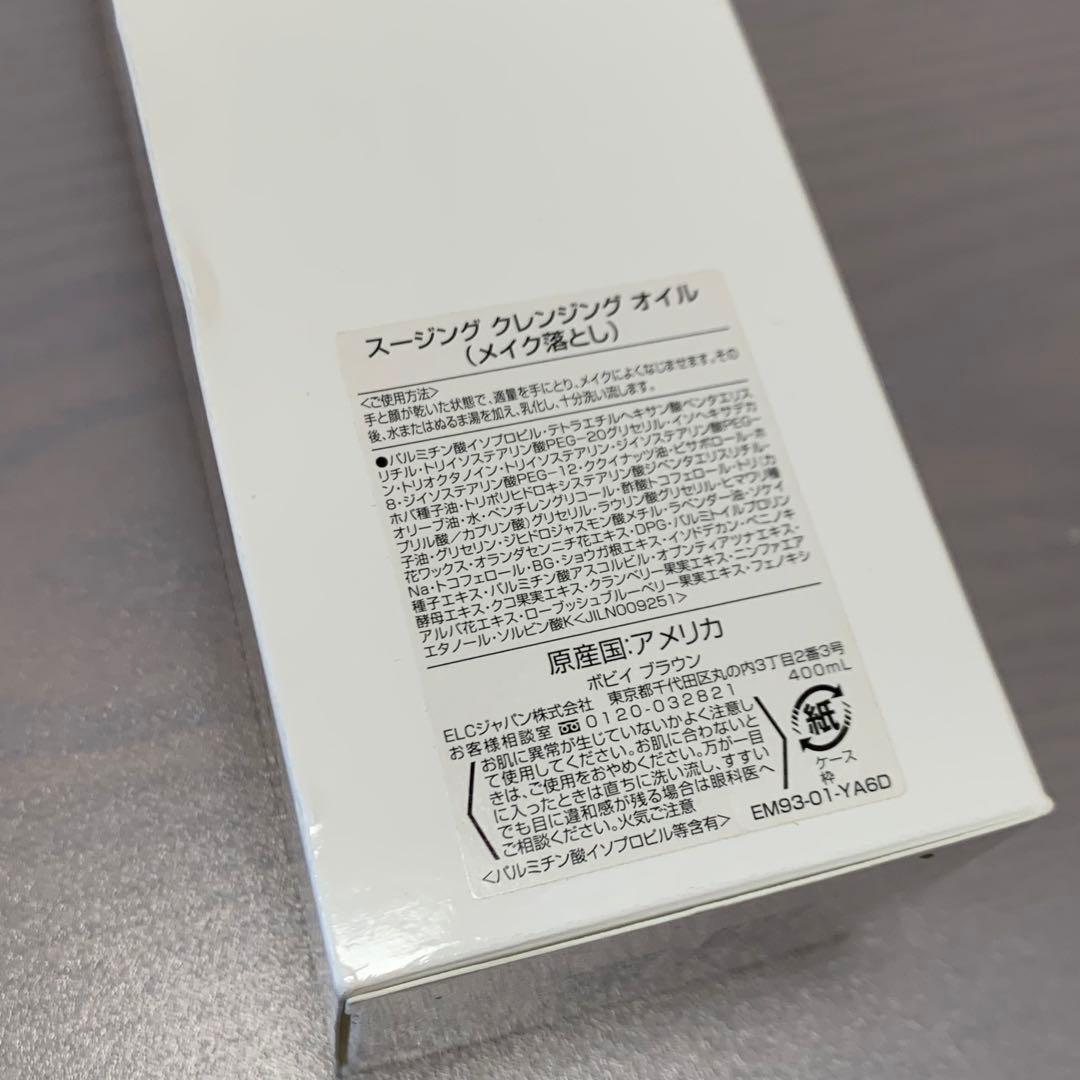 スージング クレンジング オイル
（メイク落とし）
＜ご使用方法＞
手と顔が乾いた状態で、適量を手にとり、メイクによくなじませます。その
後、水またはぬるま湯を加え、乳化し、十分洗い流します。
●パルミチン酸イソプロピル・テトラエチルヘキサン酸ペンタエリス
リチル・トリイソステアリン酸PEG-20グリセリル・イソヘキサデカ
ン・トリオクタノイン・トリイソステアリン・ジイソステアリン酸PEG-
8・ジイソステアリン酸PEG-12・ククイナッツ油・ビサボロール・ホ
ホバ種子油・トリポリヒドロキシステアリン酸ジペンタエリスリチル・
オリーブ油・水・ペンチレングリコール・酢酸トコフェロール・トリ（カ
プリル酸／カプリン酸）グリセリル・ラウリン酸グリセリル・ヒマワリ種
子油・グリセリン・ジヒドロジャスモン酸メチル・ラベンダー油・ソケイ
花ワックス・オランダセンニチ花エキス・DPG・パルミトイルプロリン
Na・トコフェロール・BG・ショウガ根エキス・イソドデカン・ベニノキ
種子エキス・パルミチン酸アスコルビル・オプンティアツナエキス・
酵母エキス・クコ果実エキス・クランベリー果実エキス・ニンファエア
アルバ花エキス・ローブッシュブルーベリー果実エキス・フェノキシ
エタノール・ソルビン酸K<JILN009251>
原産国:アメリカ
ボビイ ブラウン
400mL
ELCジャパン株式会社 東京都千代田区丸の内3丁目2番3号
お客様相談室 0120-032821
お肌に異常が生じていないかよく注意し
て使用してください。お肌に合わないと
きは、ご使用をおやめください。万が一目
に入ったときは直ちに洗い流し、すすい
でも目に違和感が残る場合は眼科医へ
ご相談ください。火気ご注意
＜パルミチン酸イソプロピル等含有＞
紙
ケース
枠
EM93-01-YA6D